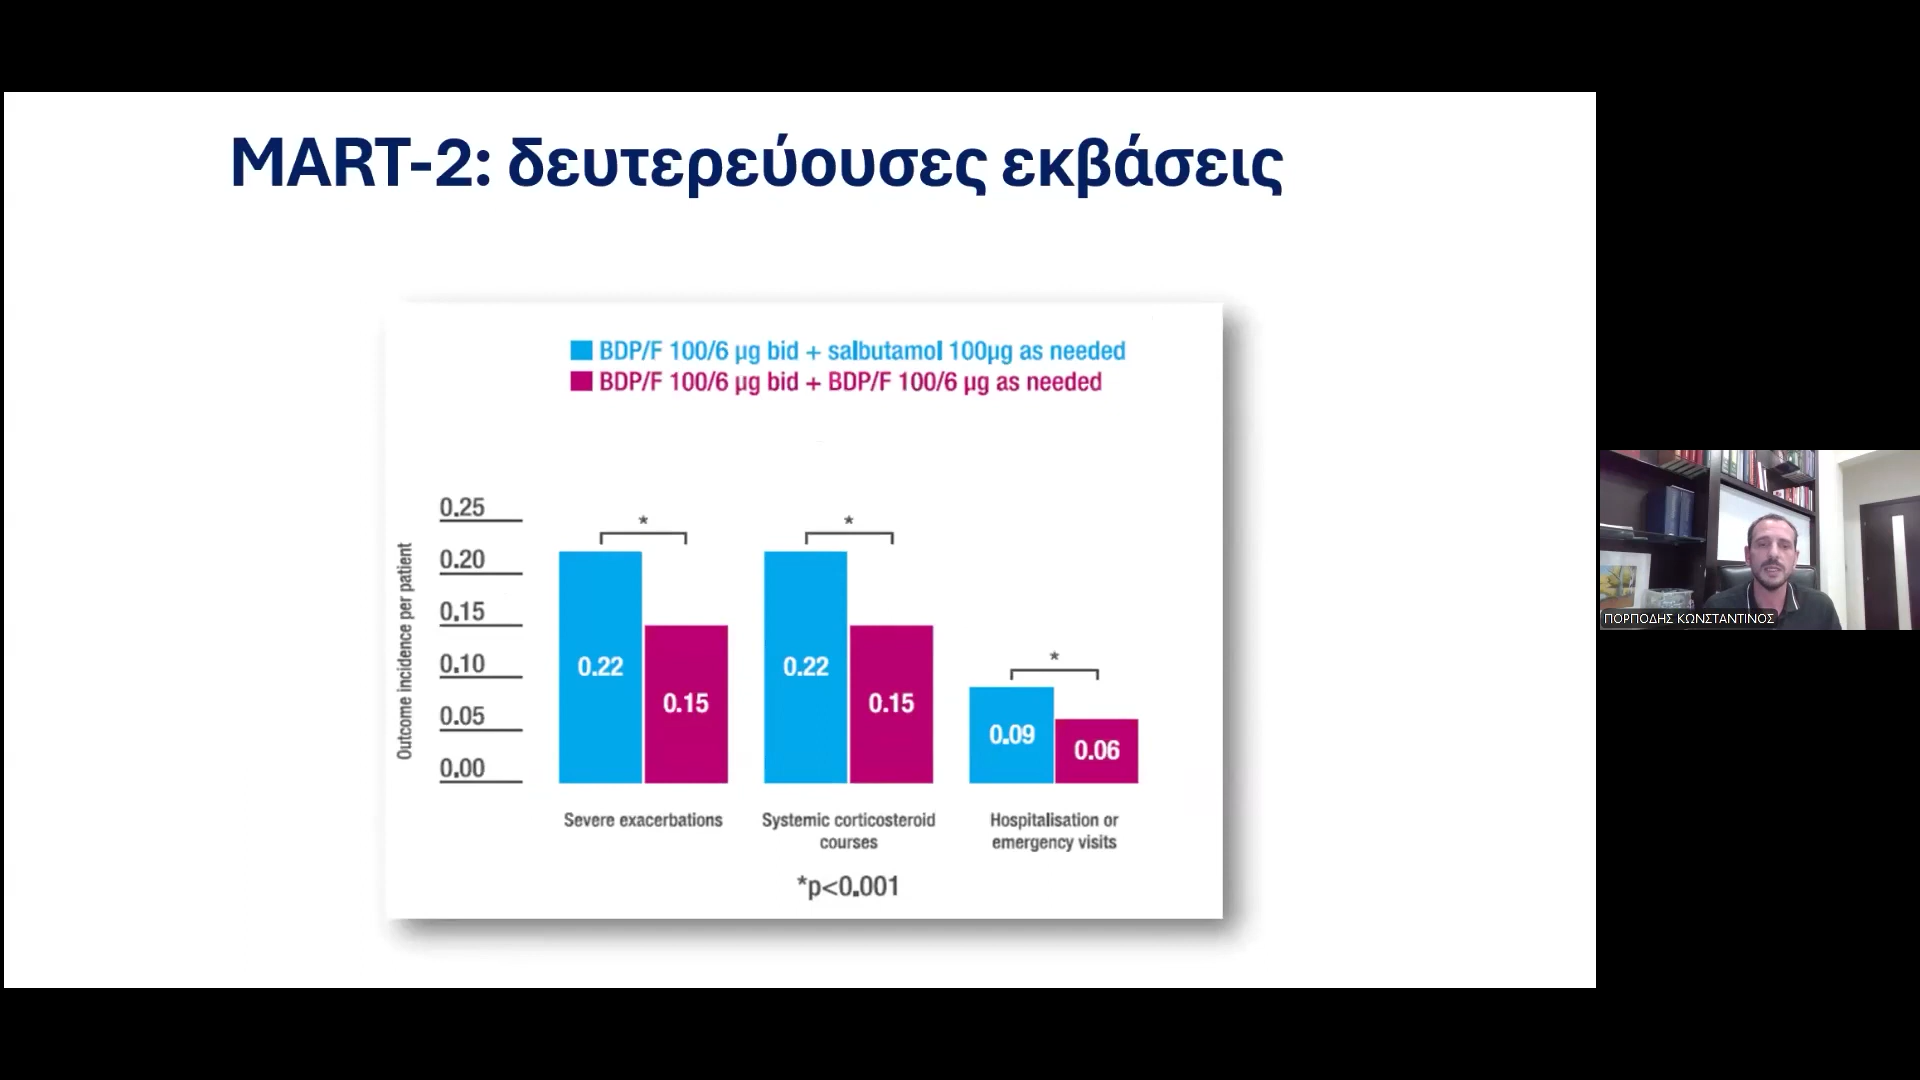 MART-2: δευτερεύουσες εκβάσεις
BDP/F 100/6 µg bid + salbutamol 100µg as needed
BDP/F 100/6 µg bid + BDP/F 100/6 µg as needed
Outcome incidence per patient
0.25
0.20
0.15
0.10
0.05
0.00
*
*
*
0.22
0.15
0.22
0.15
0.09
0.06
Severe exacerbations
Systemic corticosteroid
courses
Hospitalisation or
emergency visits
*p<0.001
ΠΟΡΠΟΔΗΣ ΚΩΝΣΤΑΝΤΙΝΟΣ